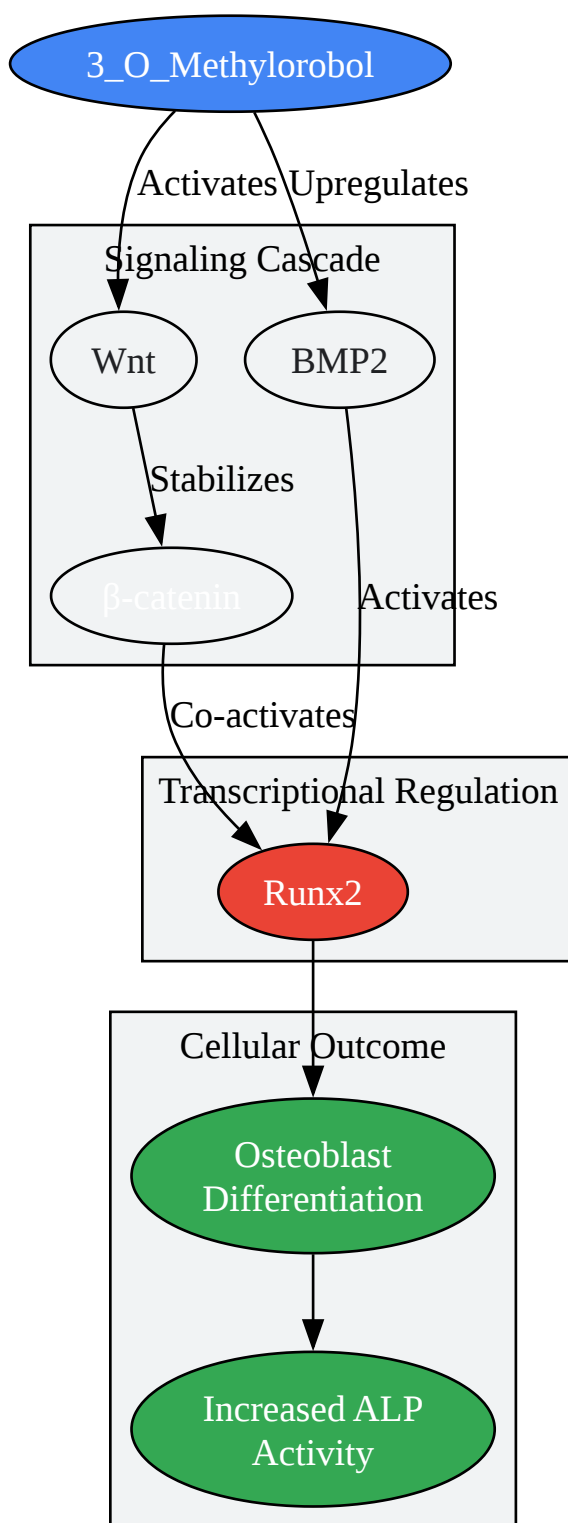 3_O_Methylorobol
Activates
Upregulates
Signaling Cascade
Wnt
BMP2
Stabilizes
β-catenin
Activates
Co-activates
Transcriptional Regulation
Runx2
Cellular Outcome
Osteoblast
Differentiation
Increased ALP
Activity